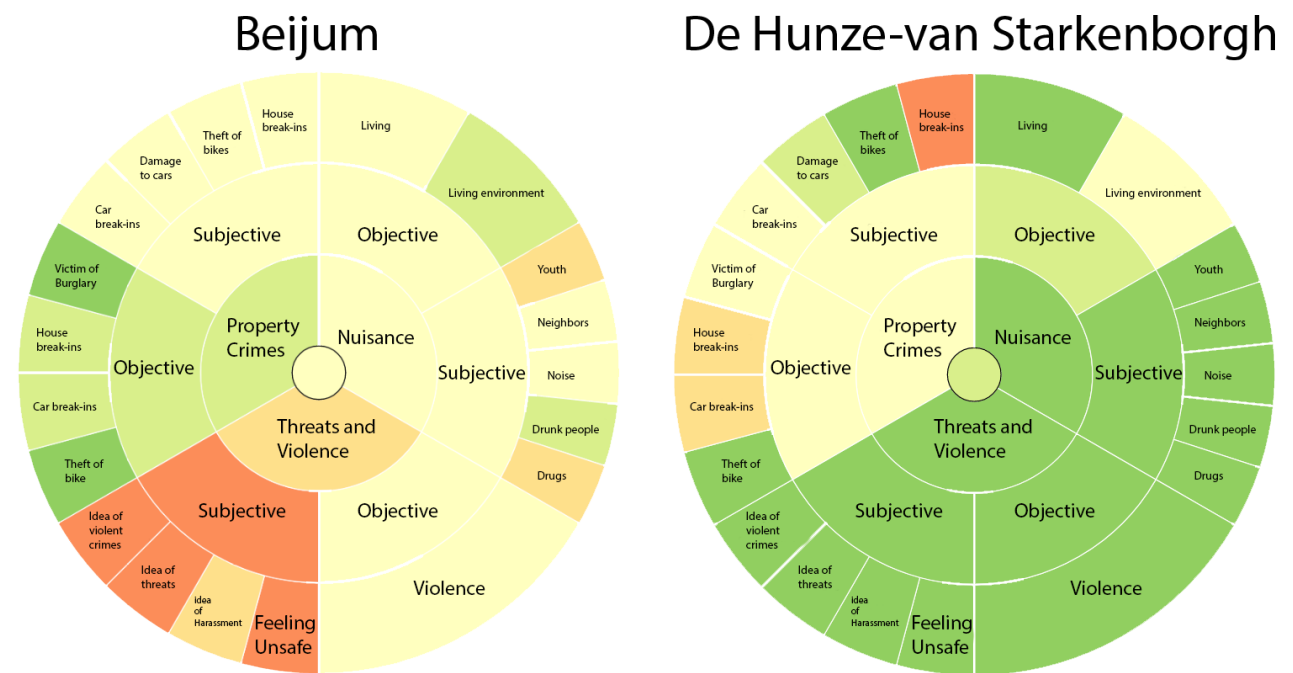 Beijum
House
break-ins
Living
Theft of
bikes
Damage
to cars
Living environment
Car
break-ins
Subjective
Objective
Victim of
Burglary
Youth
Property
Crimes
Nuisance
Neighbors
House
break-ins
Objective
Subjective
Noise
Car break-ins
Threats and
Violence
Drunk people
Theft of
bike
Drugs
Idea of
violent
crimes
Subjective
Objective
Idea of
threats
Violence
idea
of
Harassment
Feeling
Unsafe
De Hunze-van Starkenborgh
House
break-ins
Living
Theft of
bikes
Damage
to cars
Living environment
Car
break-ins
Subjective
Objective
Victim of
Burglary
Youth
Property
Crimes
Nuisance
Neighbors
House
break-ins
Objective
Subjective
Noise
Car break-ins
Threats and
Violence
Drunk people
Theft of
bike
Drugs
Idea of
violent
crimes
Subjective
Objective
Idea of
threats
Violence
idea
of
Harassment
Feeling
Unsafe